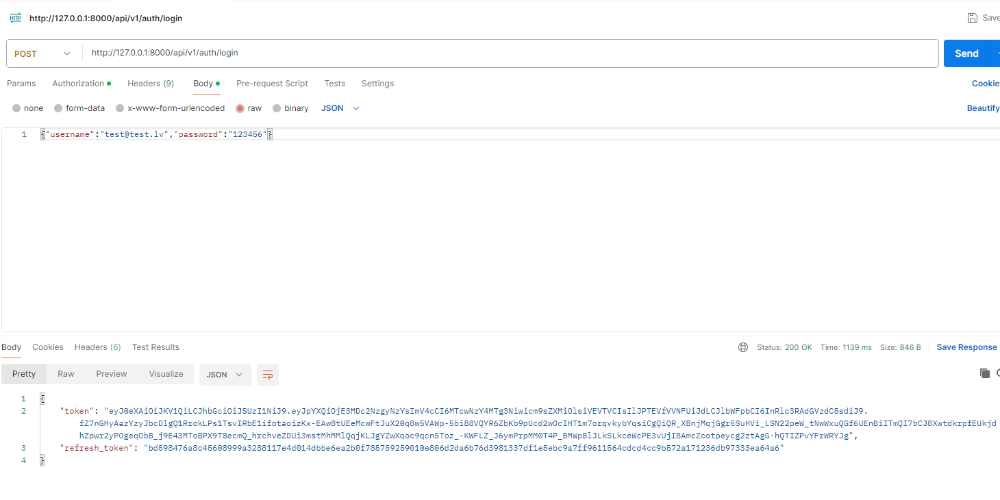 HTTP http://127.0.0.1:8000/api/v1/auth/login Save
POST http://127.0.0.1:8000/api/v1/auth/login Send
Params Authorization Headers (9) Body Pre-request Script Tests Settings Cookie
none form-data x-www-form-urlencoded raw binary JSON Beautify
1 {"username":"test@test.lv","password":"123456"}
Body Cookies Headers (6) Test Results Status: 200 OK Time: 1139 ms Size: 846 B Save Response
Pretty Raw Preview Visualize JSON
1 {
2 "token": "eyJ0eXAiOiJKV1QiLCJhbGciOiJSUzI1NiJ9.eyJpYXQiOjE3MDc2NzgyNzYsImV4cCI6MTcwNzY4MTg3Niwicm9sZXMiOlsiVEVTVCIsIlJPTEVfVVNFUiJdLCJlbWFpbCI6InRlc3RAdGVzdC5sdiJ9.
fZ7nGHyAazYzyJbcDlgQ1RrokLPs1TsvIRbE1ifotaoizKx-EAw8tUEeMcwFtJuX20q8w5VAWp-5biB8VQYR6ZbKb9pUcd2wOcIHT1m7orqvkybYqsiCgQiQR_XBnjMqjGgr5SuHVi_LSN22peW_tNwWxuQGf6UEnBiITmQI7bCJ8XwtdkrpfEUkjd
hZpwr2yPOgeqObB_j9E43MToBPX9T8ecmQ_hrchveZDUi3mstMhMMlQqjKLJgYZwXqoc9qcn5Toz_-KWFLZ_J6ymPrpMM0T4P_BMWp8lJLkSLkceWcPE3vUjI8AmcZcotpeycg2ztAgG-hQTIZPvYFrWRYJg",
3 "refresh_token": "bd598476a8c45608999a3288117e4d014dbbe6ea2b0f785759259010e806d2da6b76d3981337df1e5ebc9a7ff9611564cdcd4cc9b572a171236db97333ea64a6"
4 }